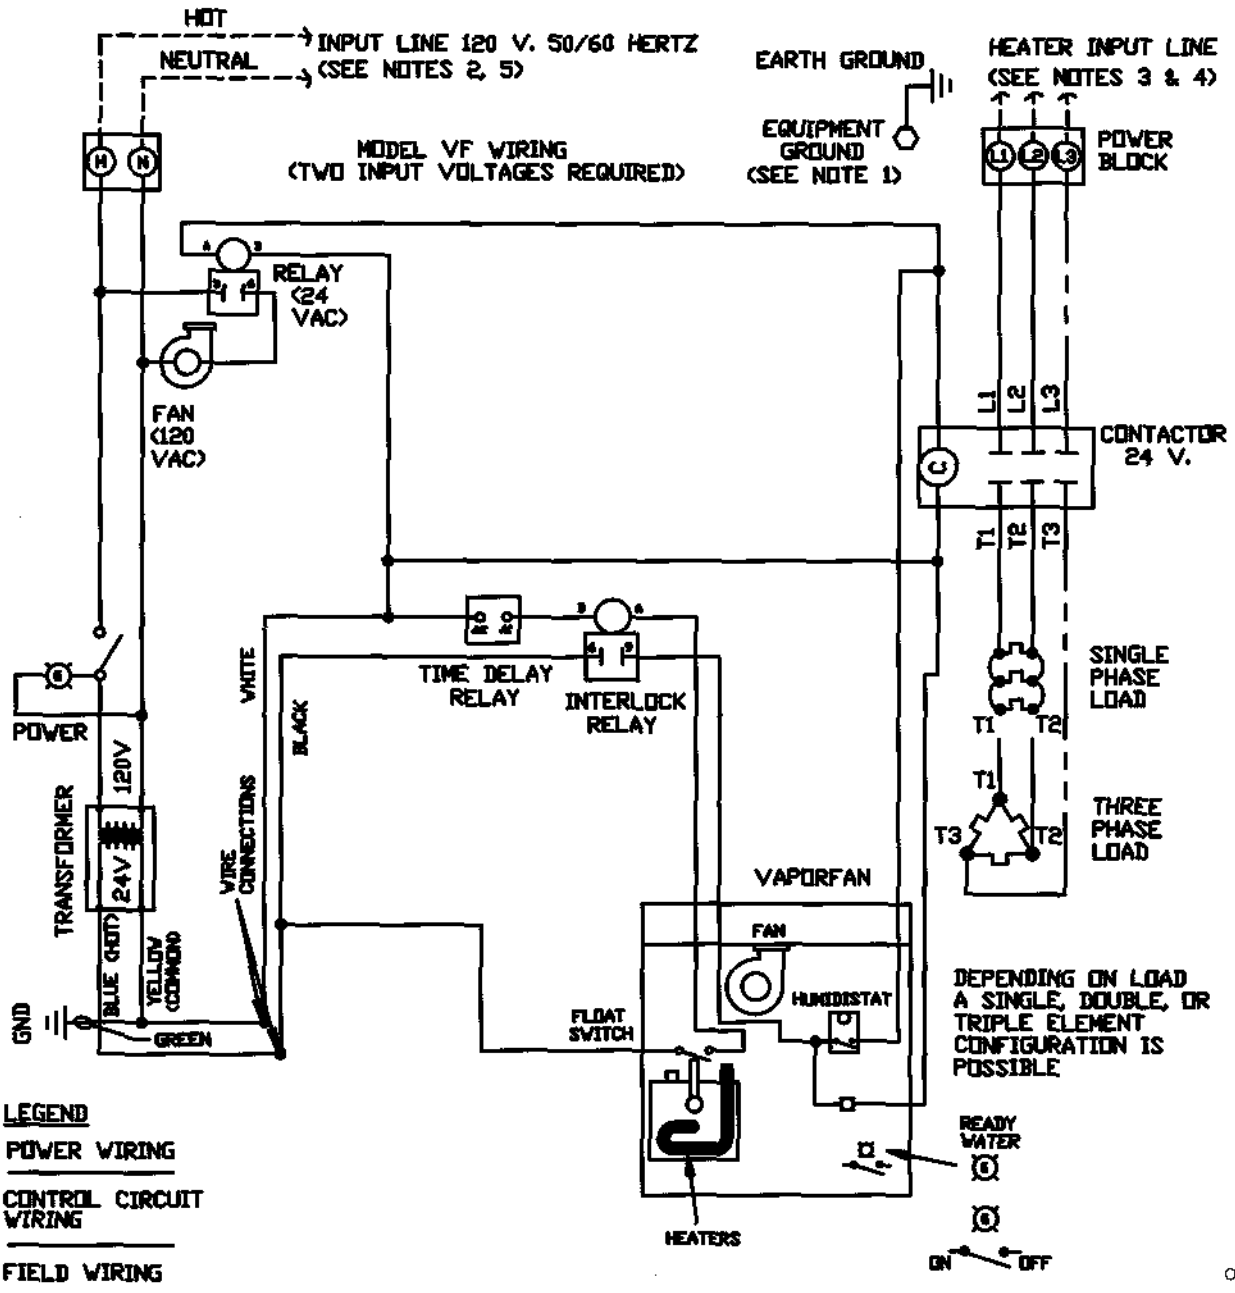 HOT
INPUT LINE 120 V. 50/60 HERTZ
NEUTRAL
(SEE NOTES 2, 5)
EARTH GROUND
HEATER INPUT LINE
(SEE NOTES 3 & 4)
H
N
MODEL VF WIRING
(TWO INPUT VOLTAGES REQUIRED)
EQUIPMENT
GROUND
(SEE NOTE 1)
L1
L2
L3
POWER
BLOCK
RELAY
(24
VAC)
FAN
(120
VAC)
L1
L2
L3
CONTACTOR
24 V.
C
T1
T2
T3
WHITE
BLACK
TIME DELAY
RELAY
INTERLOCK
RELAY
SINGLE
PHASE
LOAD
T1
T2
G
POWER
120V
TRANSFORMER
24V
WIRE
CONNECTIONS
T1
T3
T2
THREE
PHASE
LOAD
VAPORFAN
FAN
HUMIDISTAT
BLUE (HOT)
YELLOW
(COMMON)
GND
GREEN
FLOAT
SWITCH
DEPENDING ON LOAD
A SINGLE, DOUBLE, OR
TRIPLE ELEMENT
CONFIGURATION IS
POSSIBLE
LEGEND
POWER WIRING
CONTROL CIRCUIT
WIRING
FIELD WIRING
READY
WATER
G
G
HEATERS
ON
OFF